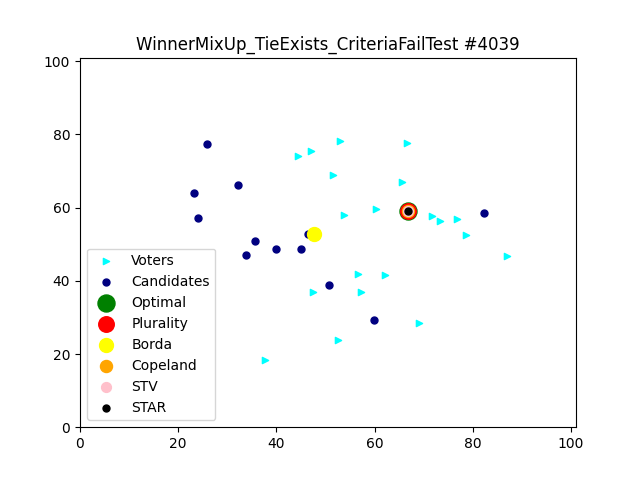 WinnerMixUp_TieExists_CriteriaFailTest #4039
100
80
60
40
20
0
0 20 40 60 80 100
Voters
Candidates
Optimal
Plurality
Borda
Copeland
STV
STAR